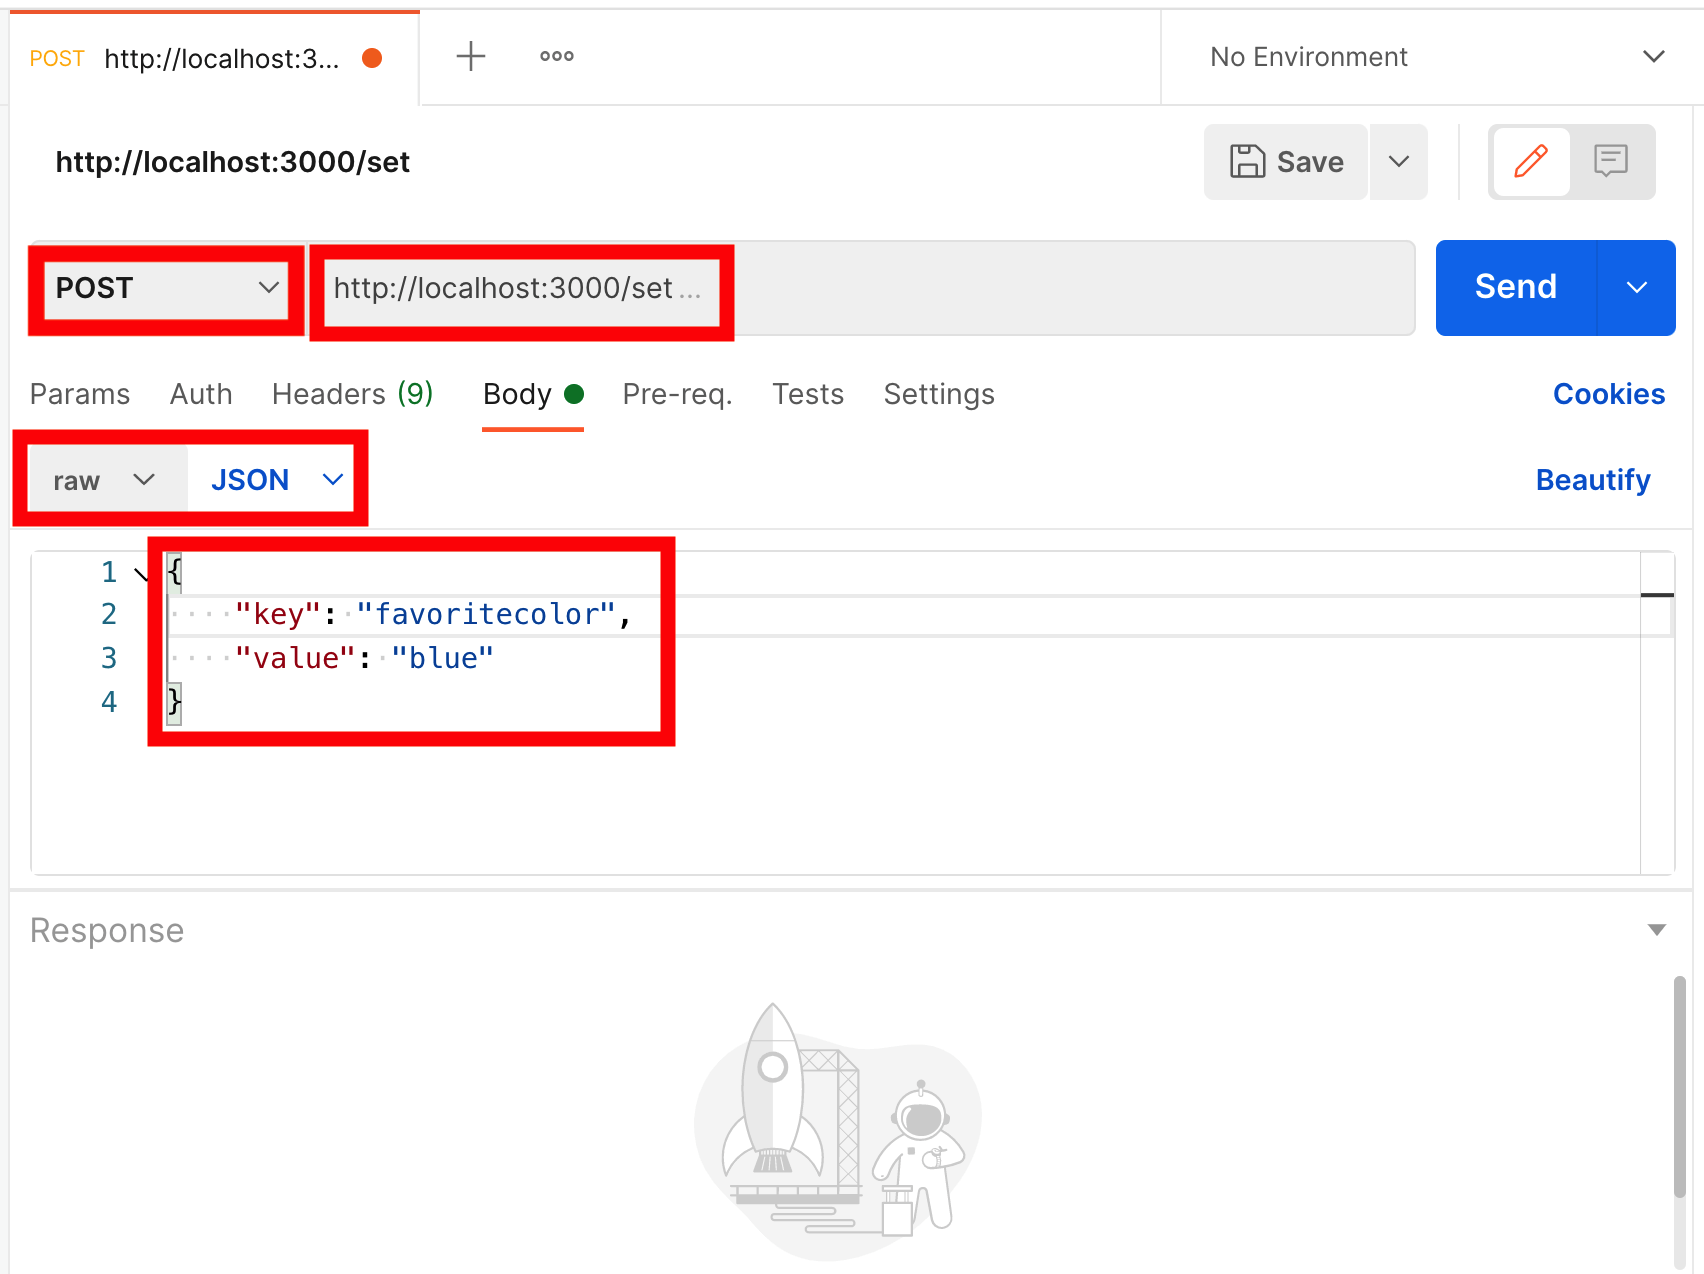 POST http://localhost:3... No Environment
http://localhost:3000/set Save
POST http://localhost:3000/set ... Send
Params Auth Headers (9) Body Pre-req. Tests Settings Cookies
raw JSON Beautify
1 {
2 "key": "favoritecolor",
3 "value": "blue"
4 }
Response